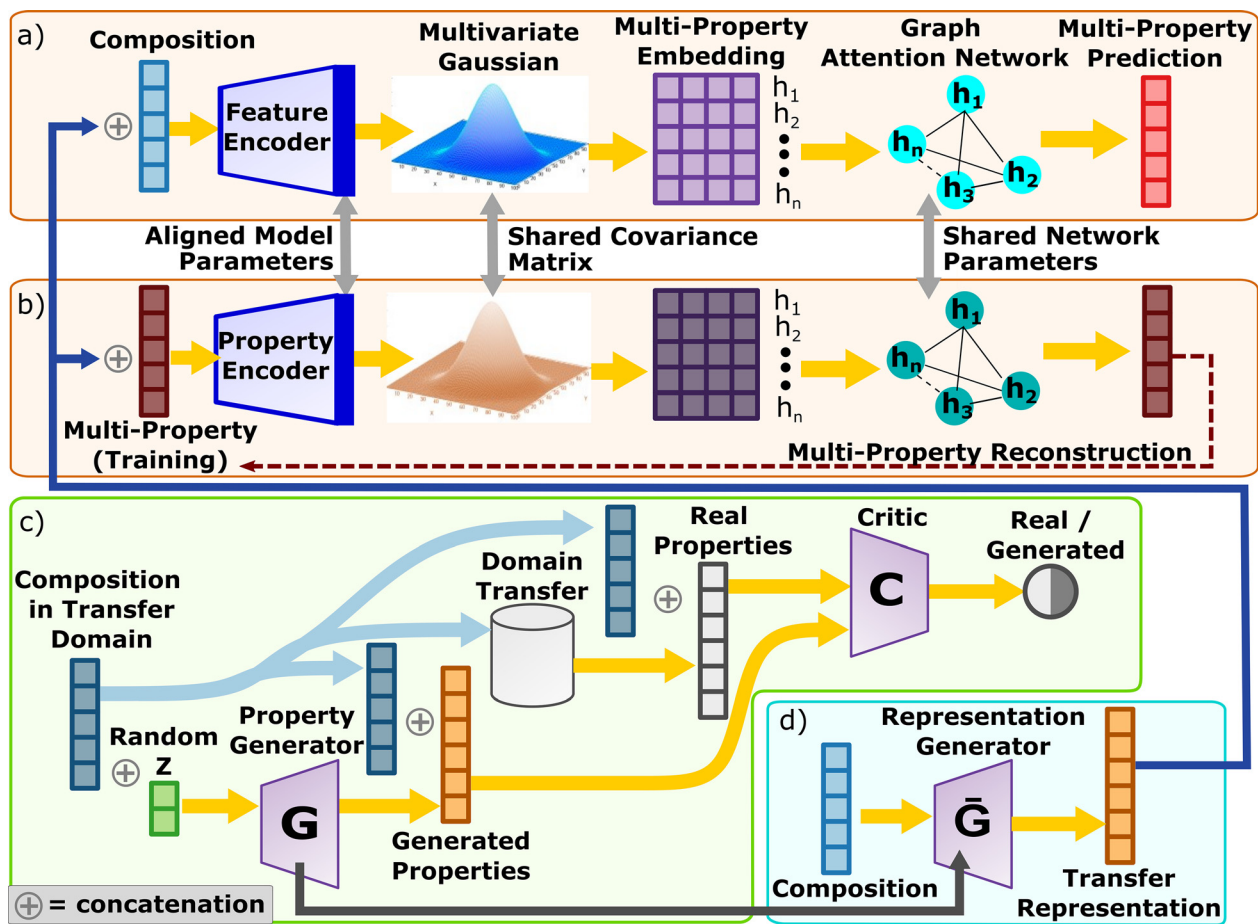 a)
Composition
Multivariate
Gaussian
Multi-Property
Embedding
Graph
Attention Network
Multi-Property
Prediction
Feature
Encoder
h1
h2
hn
h1
hn
h2
h3
Aligned Model
Parameters
Shared Covariance
Matrix
Shared Network
Parameters
b)
Property
Encoder
h1
h2
hn
h1
hn
h2
h3
Multi-Property
(Training)
Multi-Property Reconstruction
c)
Composition
in Transfer
Domain
Domain
Transfer
Real
Properties
Critic
Real /
Generated
C
Random
Z
Property
Generator
G
Generated
Properties
d)
Representation
Generator
Ḡ
Composition
Transfer
Representation
⊕ = concatenation